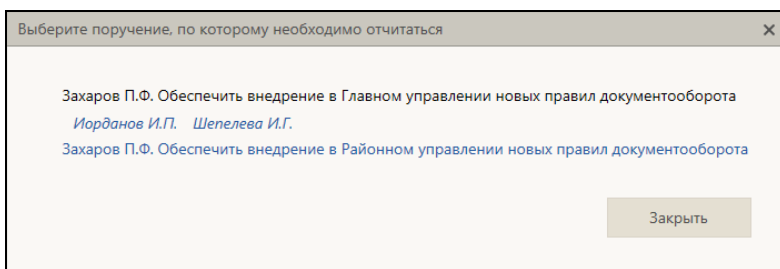 Выберите поручение, по которому необходимо отчитаться
Захаров П.Ф. Обеспечить внедрение в Главном управлении новых правил документооборота
Иорданов И.П. Шепелева И.Г.
Захаров П.Ф. Обеспечить внедрение в Районном управлении новых правил документооборота
Закрыть